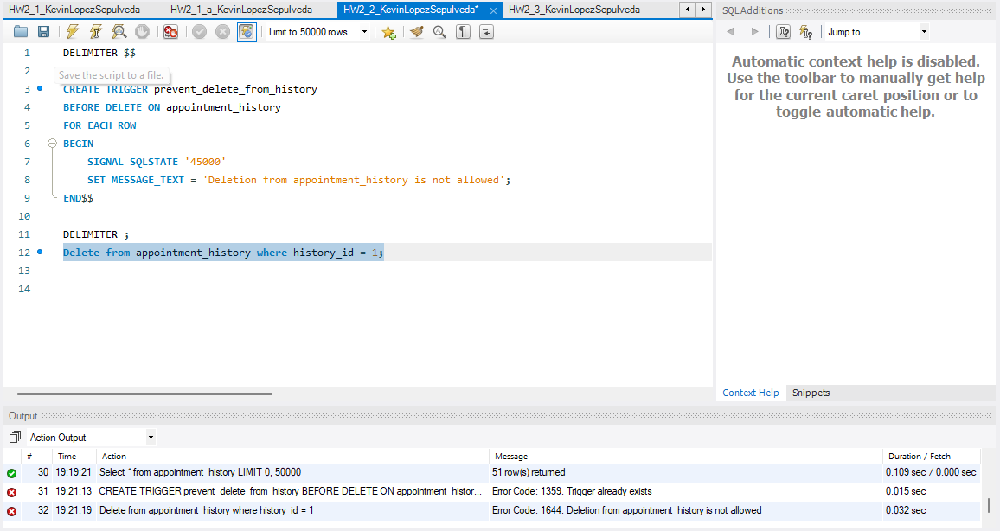 HW2_1_KevinLopezSepulveda HW2_1_a_KevinLopezSepulveda HW2_2_KevinLopezSepulveda* HW2_3_KevinLopezSepulveda
SQLAdditions
Limit to 50000 rows
Jump to
1 DELIMITER $$
2
Save the script to a file.
3 CREATE TRIGGER prevent_delete_from_history
4 BEFORE DELETE ON appointment_history
5 FOR EACH ROW
6 BEGIN
7 SIGNAL SQLSTATE '45000'
8 SET MESSAGE_TEXT = 'Deletion from appointment_history is not allowed';
9 END$$
10
11 DELIMITER ;
12 Delete from appointment_history where history_id = 1;
13
14
Automatic context help is disabled.
Use the toolbar to manually get help
for the current caret position or to
toggle automatic help.
Context Help Snippets
Output
Action Output
# Time Action Message Duration / Fetch
30 19:19:21 Select * from appointment_history LIMIT 0, 50000 51 row(s) returned 0.109 sec / 0.000 sec
31 19:21:13 CREATE TRIGGER prevent_delete_from_history BEFORE DELETE ON appointment_histor... Error Code: 1359. Trigger already exists 0.015 sec
32 19:21:19 Delete from appointment_history where history_id = 1 Error Code: 1644. Deletion from appointment_history is not allowed 0.032 sec